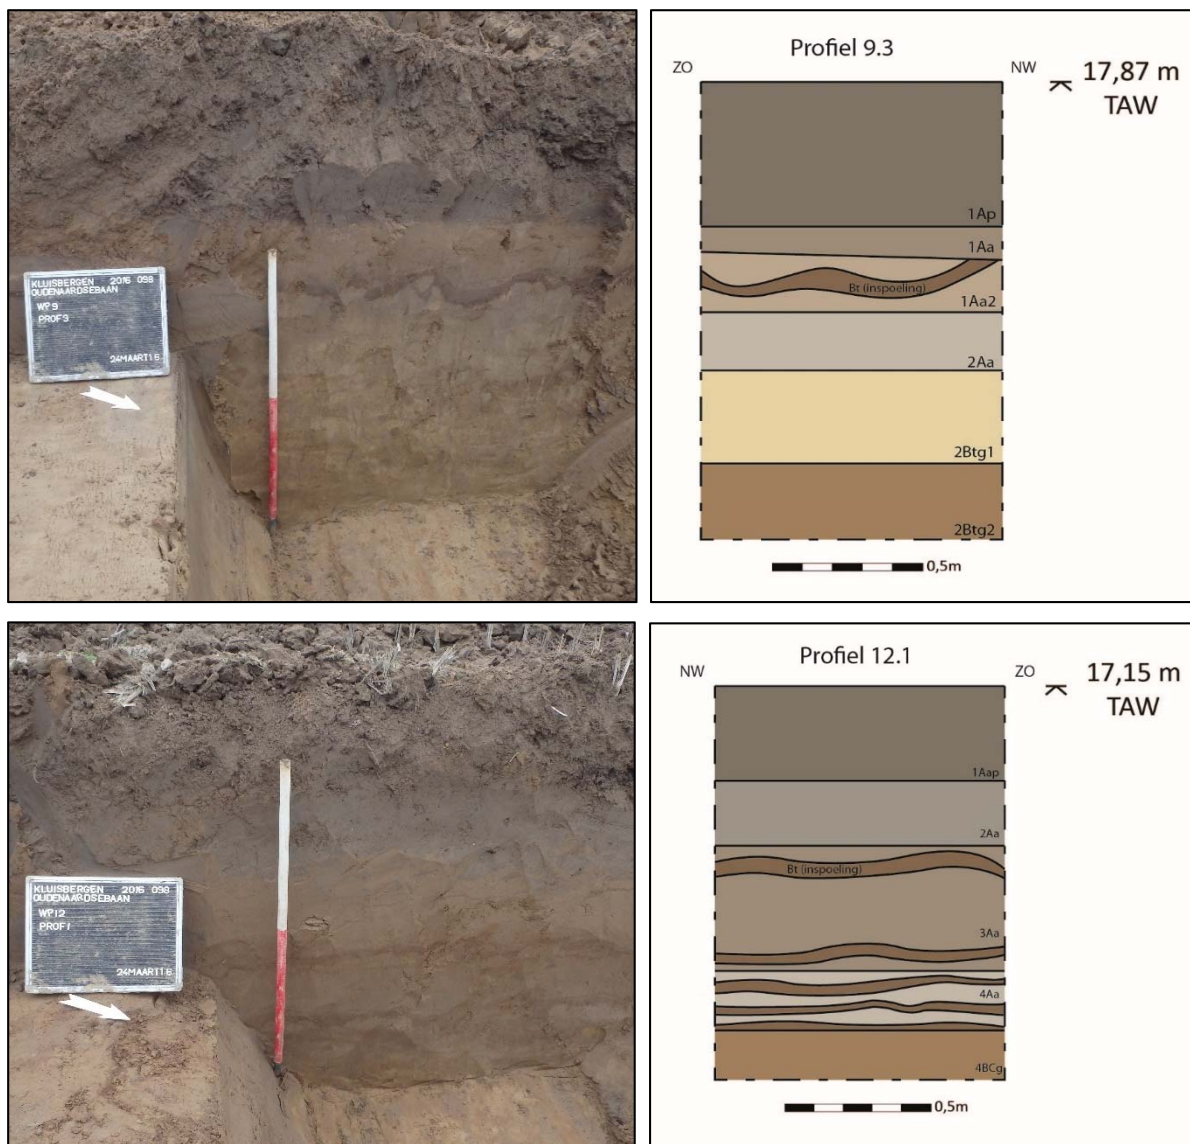 KLUISBERGEN 2016 098
OUDENAARDSEBAAN
WP9
PROF3
24MAART16
Profiel 9.3
ZO
NW
17,87 m
TAW
1Ap
1Aa
Bt (inspoeling)
1Aa2
2Aa
2Btg1
2Btg2
0,5m
KLUISBERGEN 2016 098
OUDENAARDSEBAAN
WP12
PROF1
24MAART16
Profiel 12.1
NW
ZO
17,15 m
TAW
1Aap
2Aa
Bt (inspoeling)
3Aa
4Aa
4BCg
0,5m